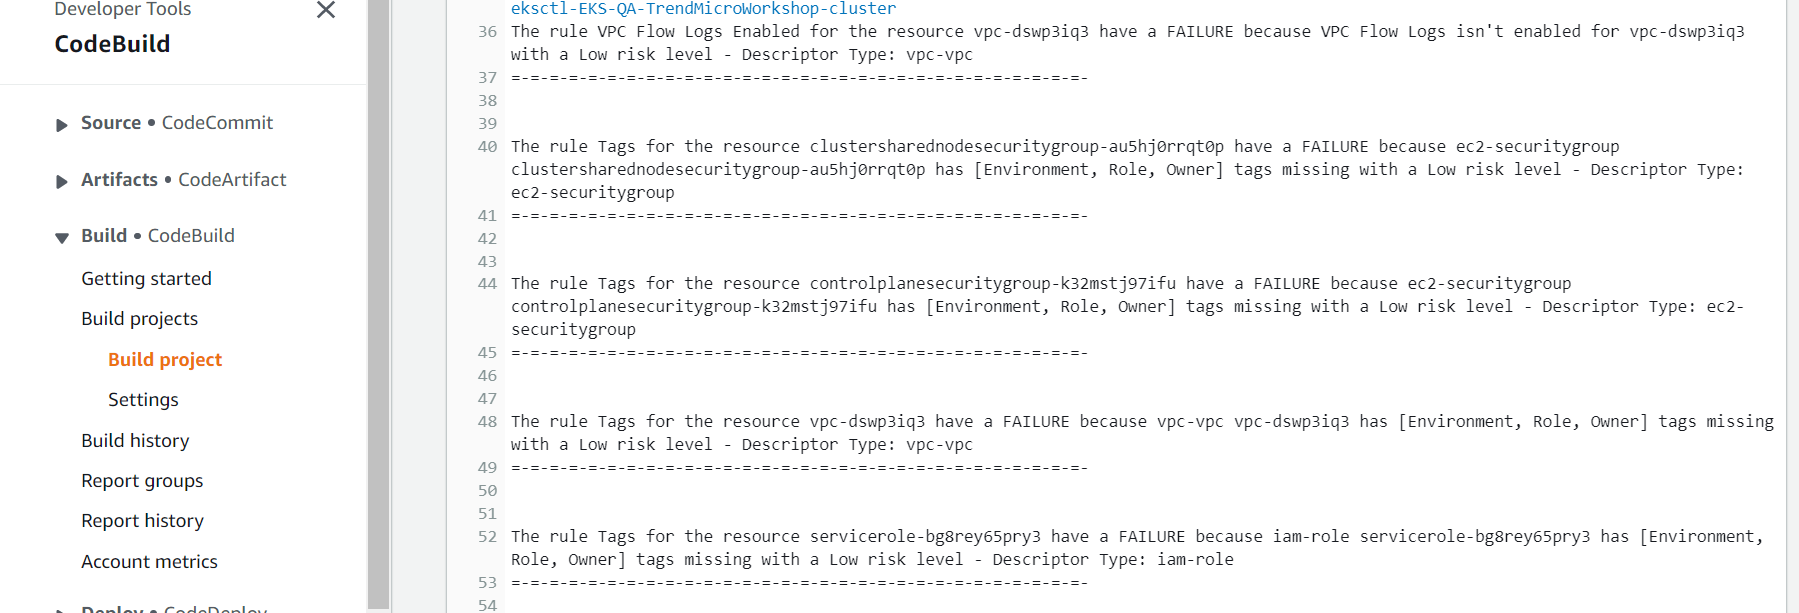 Developer Tools
CodeBuild
Source • CodeCommit
Artifacts • CodeArtifact
Build • CodeBuild
Getting started
Build projects
Build project
Settings
Build history
Report groups
Report history
Account metrics
Deploy • CodeDeploy
eksctl-EKS-QA-TrendMicroWorkshop-cluster
36 The rule VPC Flow Logs Enabled for the resource vpc-dswp3iq3 have a FAILURE because VPC Flow Logs isn't enabled for vpc-dswp3iq3
with a Low risk level - Descriptor Type: vpc-vpc
37 =-=-=-=-=-=-=-=-=-=-=-=-=-=-=-=-=-=-=-=-=-=-=-=-=-=-=-=-=-=-
38
39
40 The rule Tags for the resource clustersharednodesecuritygroup-au5hj0rrqt0p have a FAILURE because ec2-securitygroup
clustersharednodesecuritygroup-au5hj0rrqt0p has [Environment, Role, Owner] tags missing with a Low risk level - Descriptor Type:
ec2-securitygroup
41 =-=-=-=-=-=-=-=-=-=-=-=-=-=-=-=-=-=-=-=-=-=-=-=-=-=-=-=-=-=-
42
43
44 The rule Tags for the resource controlplanesecuritygroup-k32mstj97ifu have a FAILURE because ec2-securitygroup
controlplanesecuritygroup-k32mstj97ifu has [Environment, Role, Owner] tags missing with a Low risk level - Descriptor Type: ec2-
securitygroup
45 =-=-=-=-=-=-=-=-=-=-=-=-=-=-=-=-=-=-=-=-=-=-=-=-=-=-=-=-=-=-
46
47
48 The rule Tags for the resource vpc-dswp3iq3 have a FAILURE because vpc-vpc vpc-dswp3iq3 has [Environment, Role, Owner] tags missing
with a Low risk level - Descriptor Type: vpc-vpc
49 =-=-=-=-=-=-=-=-=-=-=-=-=-=-=-=-=-=-=-=-=-=-=-=-=-=-=-=-=-=-
50
51
52 The rule Tags for the resource servicerole-bg8rey65pry3 have a FAILURE because iam-role servicerole-bg8rey65pry3 has [Environment,
Role, Owner] tags missing with a Low risk level - Descriptor Type: iam-role
53 =-=-=-=-=-=-=-=-=-=-=-=-=-=-=-=-=-=-=-=-=-=-=-=-=-=-=-=-=-=-
54